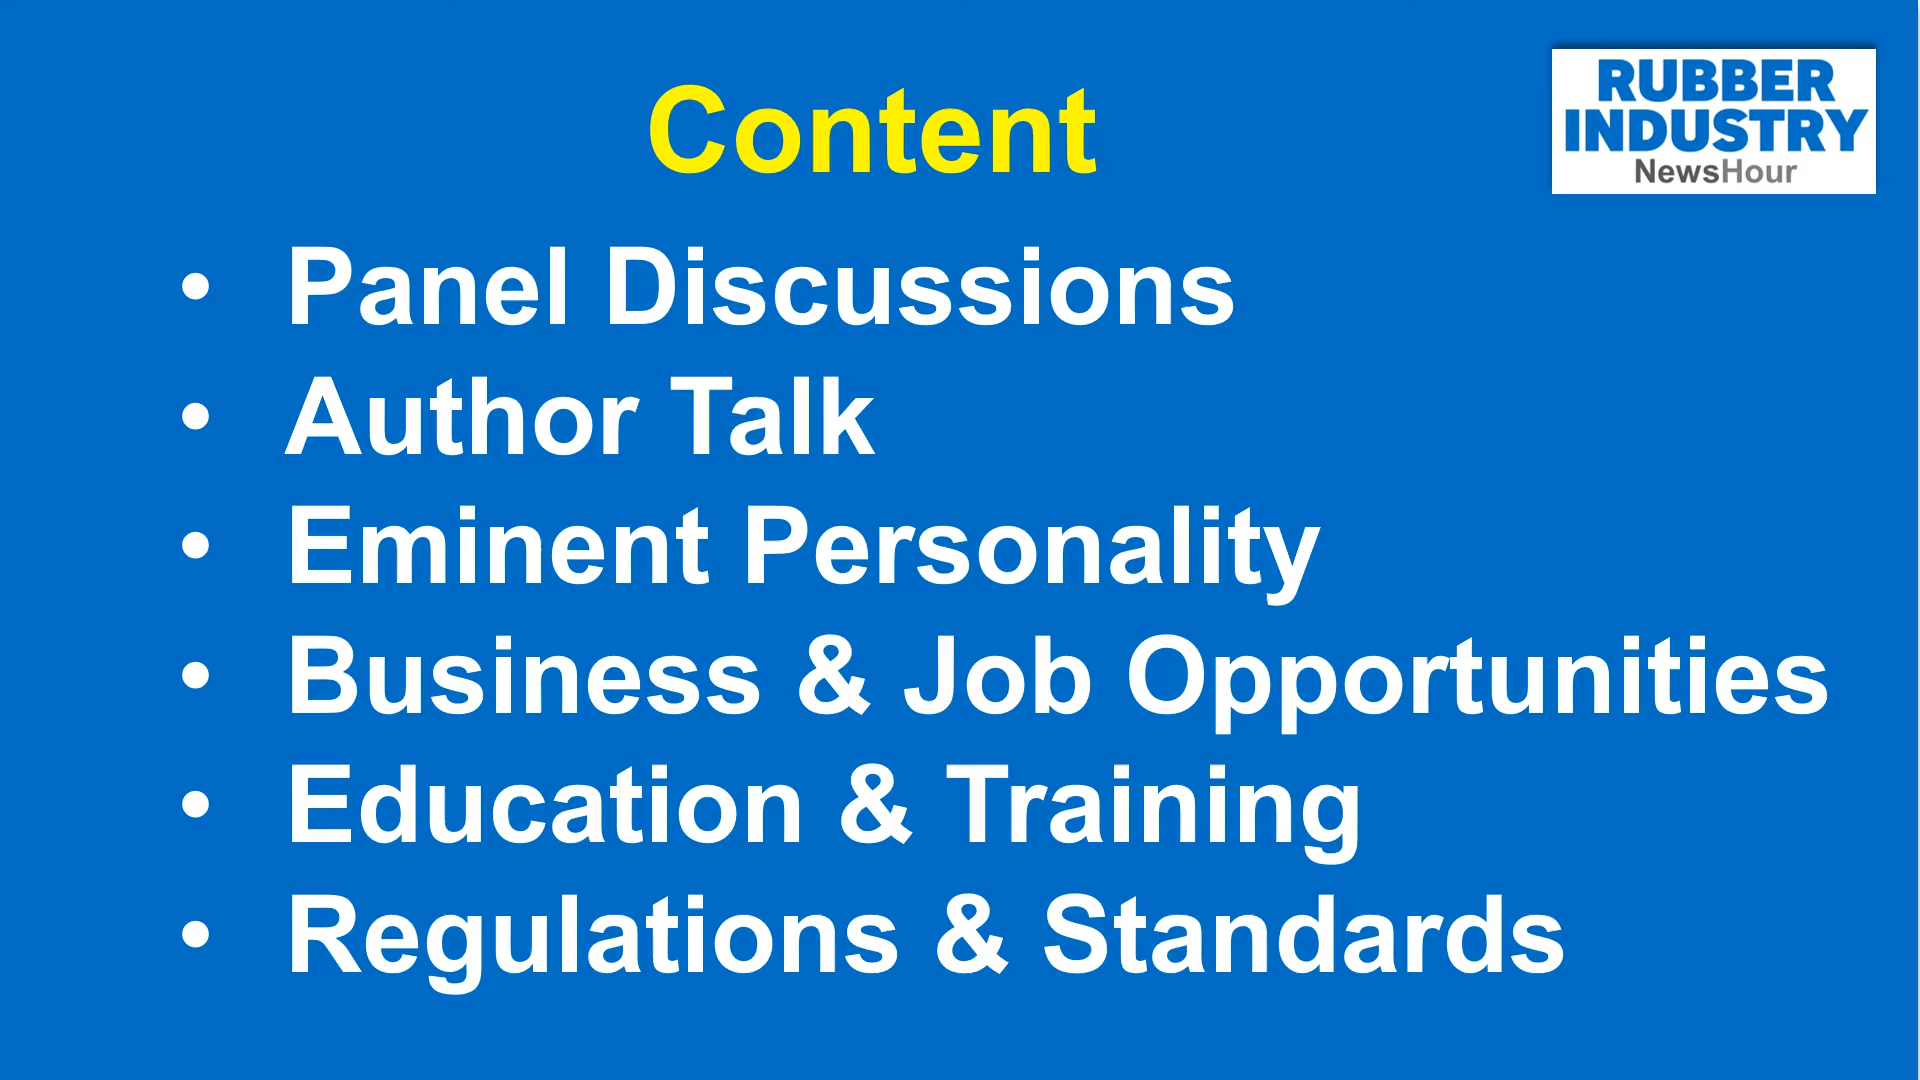 Content
RUBBER
INDUSTRY
NewsHour
• Panel Discussions
• Author Talk
• Eminent Personality
• Business & Job Opportunities
• Education & Training
• Regulations & Standards